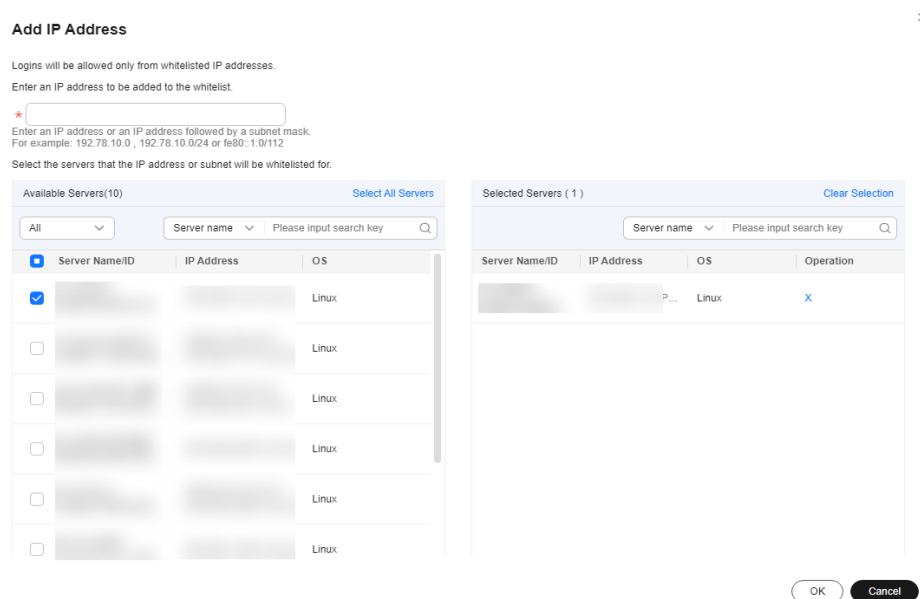 Add IP Address
Logins will be allowed only from whitelisted IP addresses.
Enter an IP address to be added to the whitelist.
*
Enter an IP address or an IP address followed by a subnet mask.
For example: 192.78.10.0 , 192.78.10.0/24 or fe80::1:0/112
Select the servers that the IP address or subnet will be whitelisted for.
Available Servers(10) Select All Servers
All Server name Please input search key
Server Name/ID IP Address OS
Linux
Linux
Linux
Linux
Linux
Linux
Selected Servers ( 1 ) Clear Selection
Server name Please input search key
Server Name/ID IP Address OS Operation
P... Linux X
OK Cancel